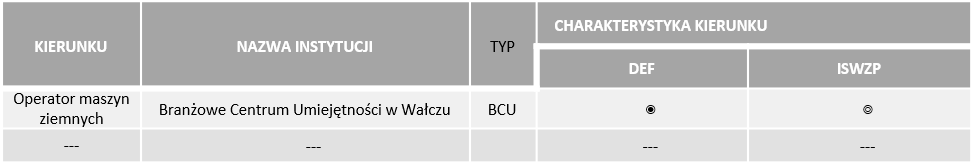 CHARAKTERYSTYKA KIERUNKU
KIERUNKU NAZWA INSTYTUCJI TYP
DEF ISWZP
Operator maszyn
ziemnych Branżowe Centrum Umiejętności w Wałczu BCU ◉ ◎
--- --- --- ---